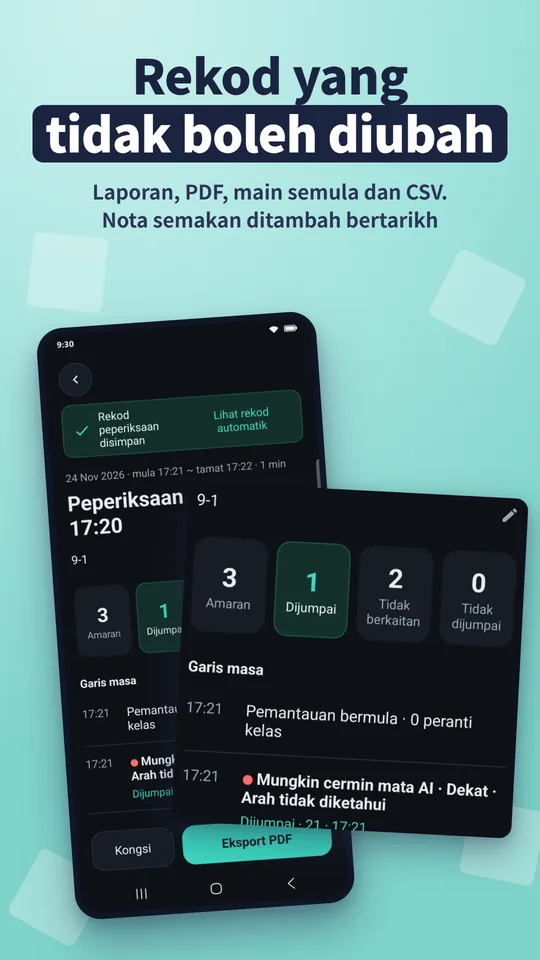 Rekod yang
tidak boleh diubah
Laporan, PDF, main semula dan CSV.
Nota semakan ditambah bertarikh
9:30
Rekod
peperiksaan
disimpan
Lihat rekod
automatik
24 Nov 2026 · mula 17:21 ~ tamat 17:22 · 1 min
Peperiksaan
17:20
9-1
3
Amaran
1
Garis masa
17:21
kelas
17:21
Arah
Kongsi
Eksport PDF
9-1
3
Amaran
1
Dijumpai
2
Tidak
berkaitan
0
Tidak
dijumpai
Garis masa
17:21
Pemantauan bermula · 0 peranti
kelas
17:21
Mungkin cermin mata AI · Dekat ·
Arah tidak diketahui
Dijumpai · 21 · 17:21